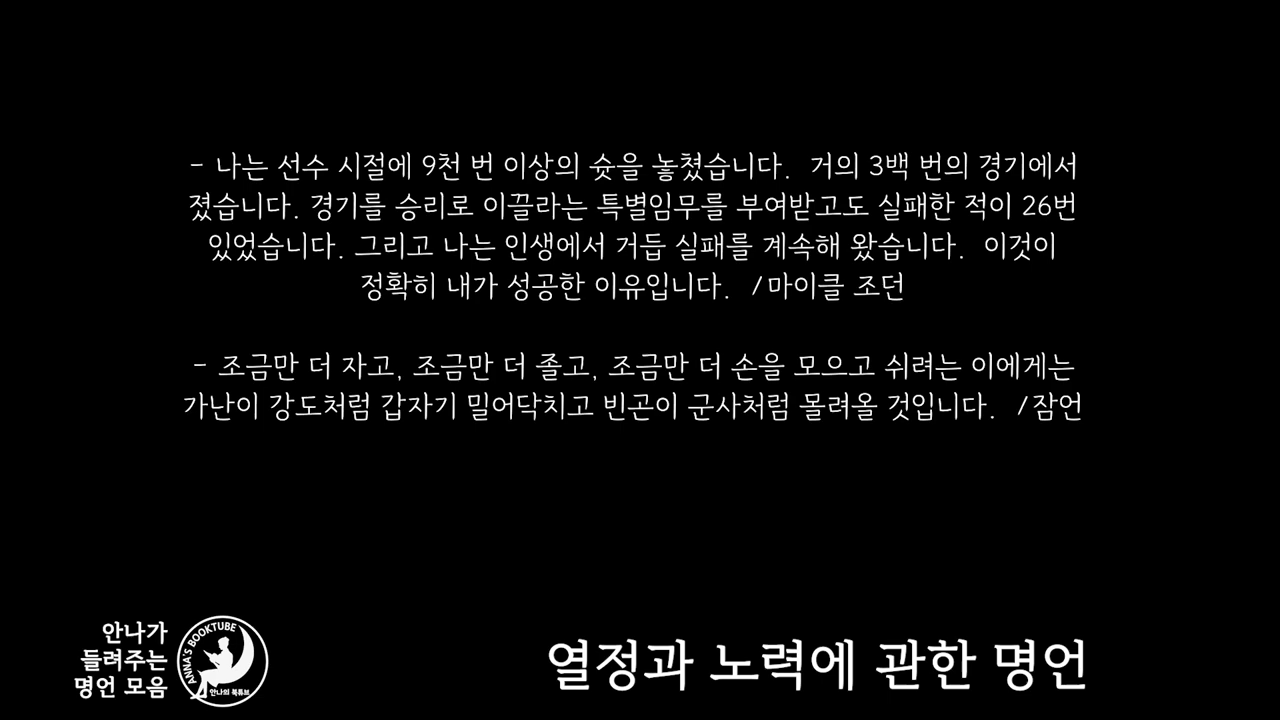 - 나는 선수 시절에 9천 번 이상의 슛을 놓쳤습니다. 거의 3백 번의 경기에서
졌습니다. 경기를 승리로 이끌라는 특별임무를 부여받고도 실패한 적이 26번
있었습니다. 그리고 나는 인생에서 거듭 실패를 계속해 왔습니다. 이것이
정확히 내가 성공한 이유입니다. /마이클 조던
- 조금만 더 자고, 조금만 더 졸고, 조금만 더 손을 모으고 쉬려는 이에게는
가난이 강도처럼 갑자기 밀어닥치고 빈곤이 군사처럼 몰려올 것입니다. /잠언
안나가
들려주는
명언 모음
ANNA'S BOOKTUBE
안나의 북튜브
열정과 노력에 관한 명언